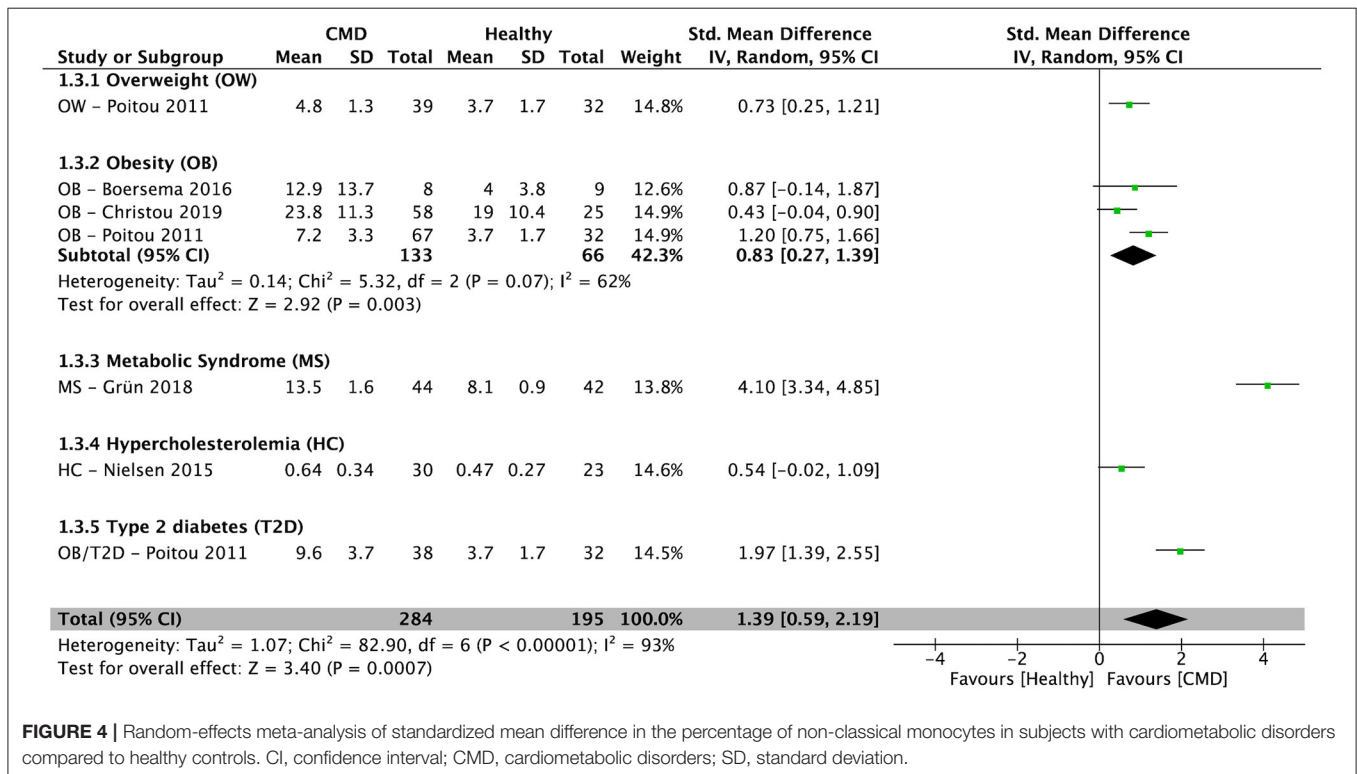 CMD Healthy Std. Mean Difference Std. Mean Difference
Study or Subgroup Mean SD Total Mean SD Total Weight IV, Random, 95% CI IV, Random, 95% CI
1.3.1 Overweight (OW)
OW – Poitou 2011 4.8 1.3 39 3.7 1.7 32 14.8% 0.73 [0.25, 1.21]
1.3.2 Obesity (OB)
OB – Boersema 2016 12.9 13.7 8 4 3.8 9 12.6% 0.87 [−0.14, 1.87]
OB – Christou 2019 23.8 11.3 58 19 10.4 25 14.9% 0.43 [−0.04, 0.90]
OB – Poitou 2011 7.2 3.3 67 3.7 1.7 32 14.9% 1.20 [0.75, 1.66]
Subtotal (95% CI) 133 66 42.3% 0.83 [0.27, 1.39]
Heterogeneity: Tau² = 0.14; Chi² = 5.32, df = 2 (P = 0.07); I² = 62%
Test for overall effect: Z = 2.92 (P = 0.003)
1.3.3 Metabolic Syndrome (MS)
MS – Grün 2018 13.5 1.6 44 8.1 0.9 42 13.8% 4.10 [3.34, 4.85]
1.3.4 Hypercholesterolemia (HC)
HC – Nielsen 2015 0.64 0.34 30 0.47 0.27 23 14.6% 0.54 [−0.02, 1.09]
1.3.5 Type 2 diabetes (T2D)
OB/T2D – Poitou 2011 9.6 3.7 38 3.7 1.7 32 14.5% 1.97 [1.39, 2.55]
Total (95% CI) 284 195 100.0% 1.39 [0.59, 2.19]
Heterogeneity: Tau² = 1.07; Chi² = 82.90, df = 6 (P < 0.00001); I² = 93%
Test for overall effect: Z = 3.40 (P = 0.0007)
−4 −2 0 2 4
Favours [Healthy] Favours [CMD]
FIGURE 4 | Random-effects meta-analysis of standardized mean difference in the percentage of non-classical monocytes in subjects with cardiometabolic disorders
compared to healthy controls. CI, confidence interval; CMD, cardiometabolic disorders; SD, standard deviation.